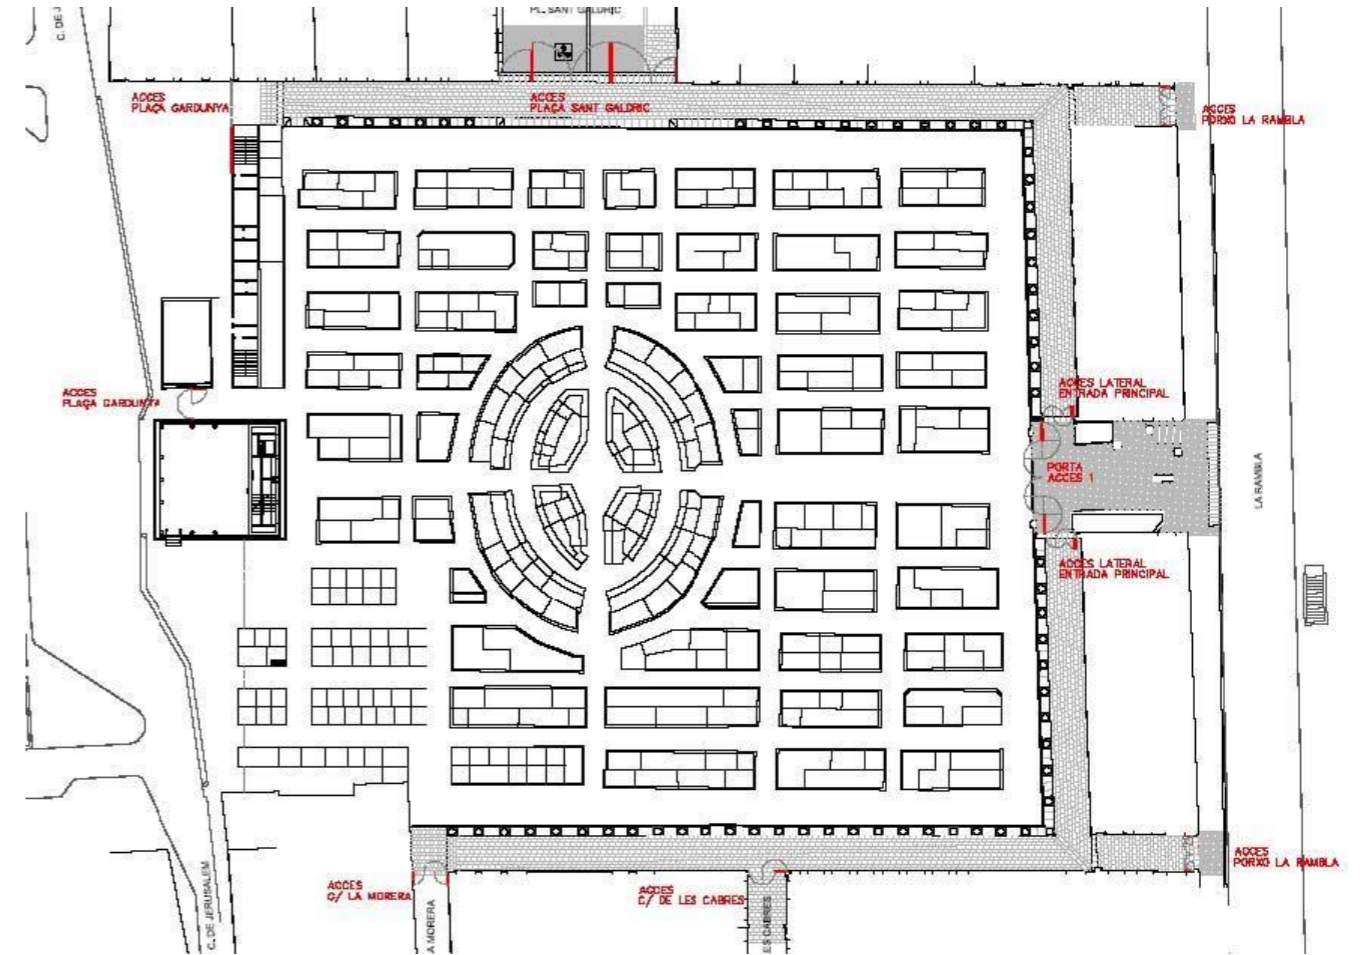 C. DE J
PL. SANT GALDRIC
ACCES
PLAÇA GARDUNYA
ACCES
PLAÇA SANT GALDRIC
ACCES
PORXO LA RAMBLA
ACCES
PLAÇA GARDUNYA
ACCES LATERAL
ENTRADA PRINCIPAL
PORTA
ACCES 1
LA RAMBLA
ACCES LATERAL
ENTRADA PRINCIPAL
ACCES
PORXO LA RAMBLA
ACCES
C/ LA MORERA
ACCES
C/ DE LES CABRES
C. DE JERUSALEM
LA MORERA
ES CABRES